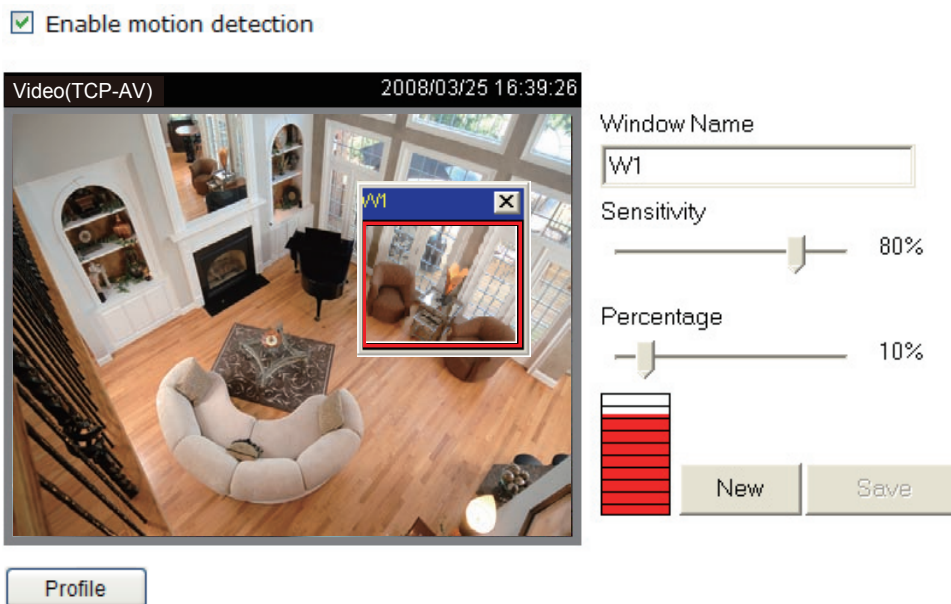 Enable motion detection
Video(TCP-AV) 2008/03/25 16:39:26
W1
Window Name
W1
Sensitivity
80%
Percentage
10%
New Save
Profile